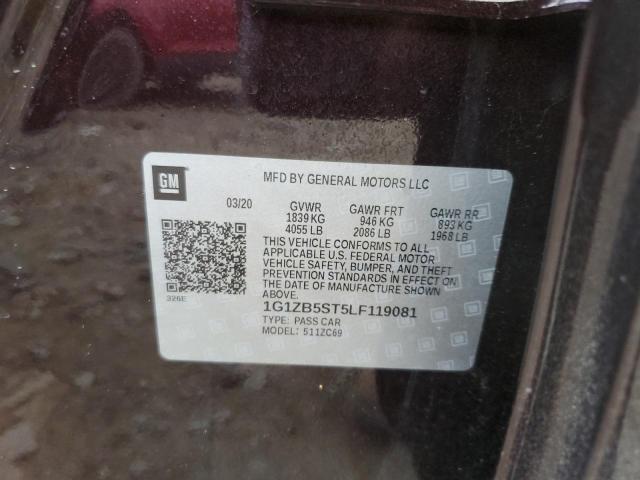 GM
MFD BY GENERAL MOTORS LLC
03/20 GVWR GAWR FRT GAWR RR
1839 KG 946 KG 893 KG
4055 LB 2086 LB 1968 LB
THIS VEHICLE CONFORMS TO ALL
APPLICABLE U.S. FEDERAL MOTOR
VEHICLE SAFETY, BUMPER, AND THEFT
PREVENTION STANDARDS IN EFFECT ON
THE DATE OF MANUFACTURE SHOWN
ABOVE.
326E
1G1ZB5ST5LF119081
TYPE: PASS CAR
MODEL: 511ZC69